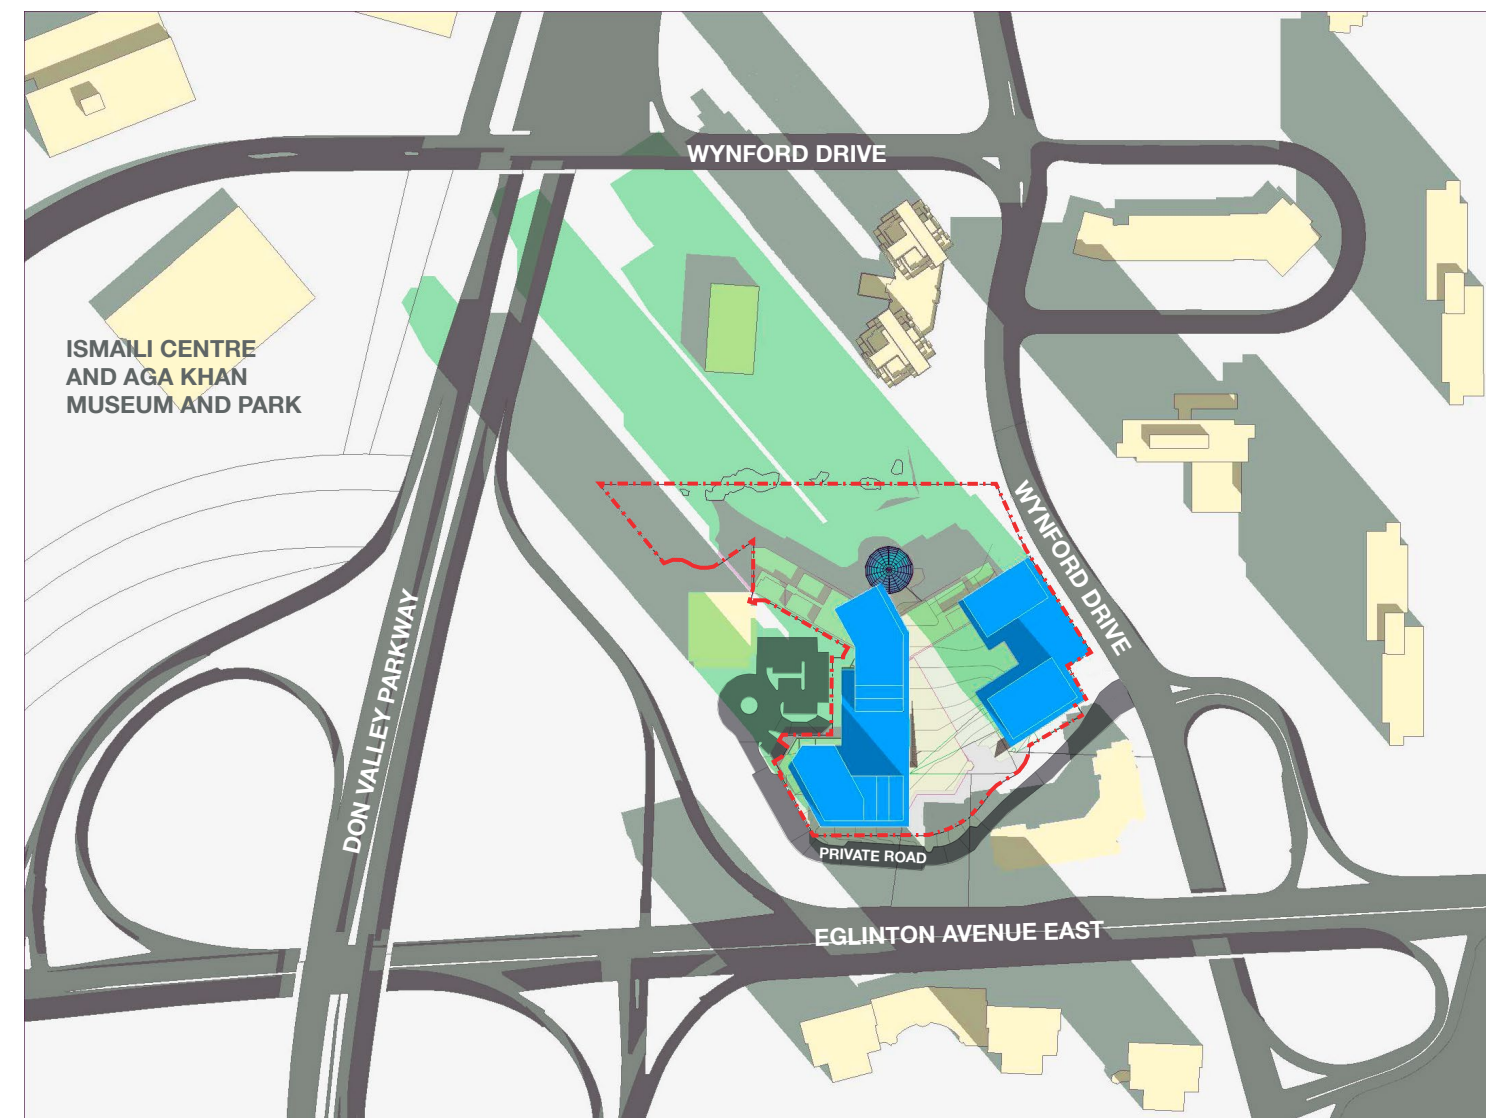 WYNFORD DRIVE
ISMAILI CENTRE
AND AGA KHAN
MUSEUM AND PARK
WYNFORD DRIVE
DON VALLEY PARKWAY
PRIVATE ROAD
EGLINTON AVENUE EAST